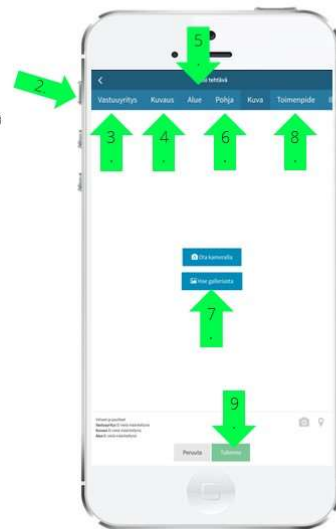 5.
tehtävä
2.
Vastuuyritys Kuvaus Alue Pohja Kuva Toimenpide
3. 4. 6. 8.
Ota kameralla
Hae galleriasta
7.
9.
Peruuta Tallenna